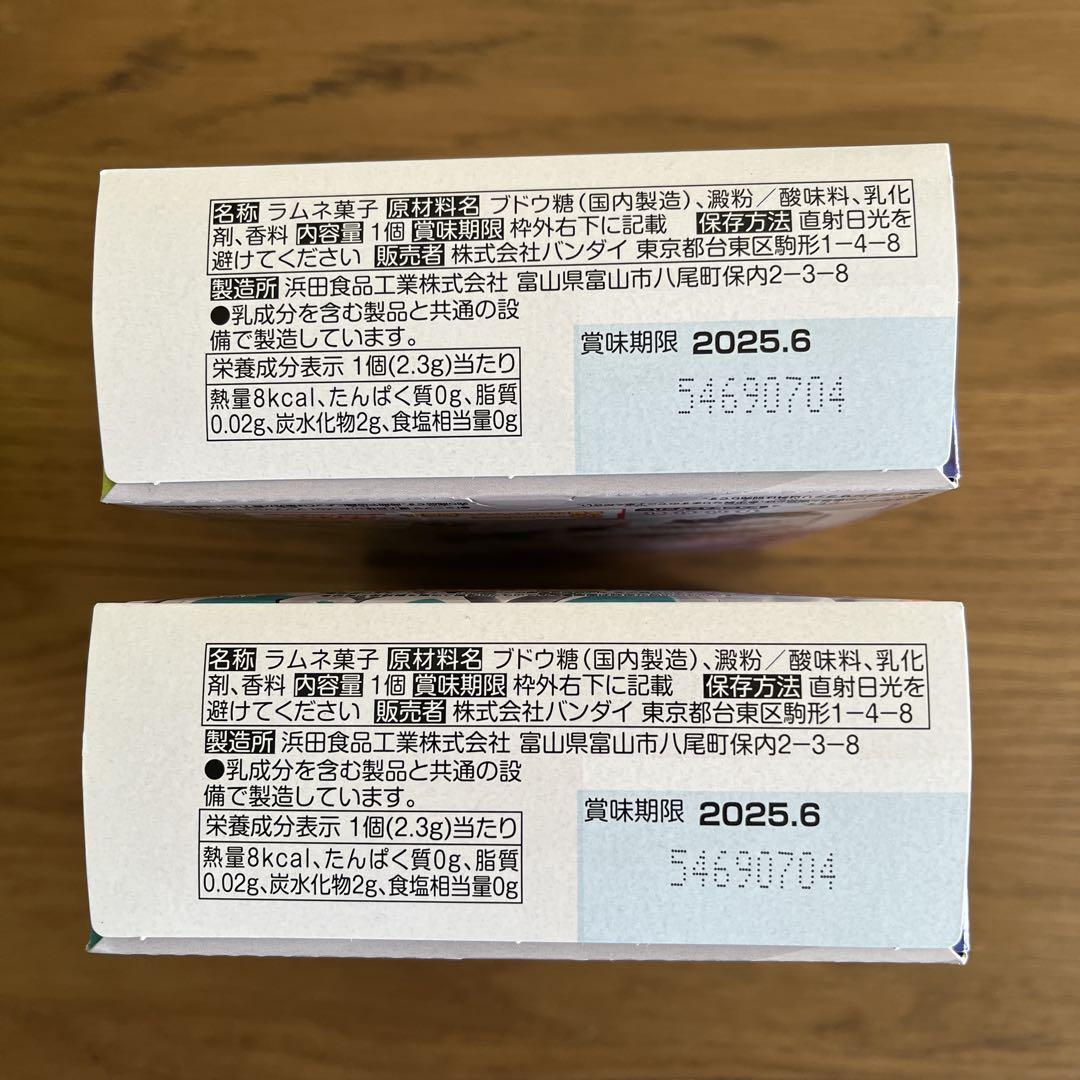 名称 ラムネ菓子 原材料名 ブドウ糖(国内製造)、澱粉／酸味料、乳化
剤、香料 内容量 1個 賞味期限 枠外右下に記載 保存方法 直射日光を
避けてください 販売者 株式会社バンダイ 東京都台東区駒形1-4-8
製造所 浜田食品工業株式会社 富山県富山市八尾町保内2-3-8
●乳成分を含む製品と共通の設
備で製造しています。
栄養成分表示 1個(2.3g)当たり
熱量8kcal、たんぱく質0g、脂質
0.02g、炭水化物2g、食塩相当量0g
賞味期限 2025.6
54690704
名称 ラムネ菓子 原材料名 ブドウ糖(国内製造)、澱粉／酸味料、乳化
剤、香料 内容量 1個 賞味期限 枠外右下に記載 保存方法 直射日光を
避けてください 販売者 株式会社バンダイ 東京都台東区駒形1-4-8
製造所 浜田食品工業株式会社 富山県富山市八尾町保内2-3-8
●乳成分を含む製品と共通の設
備で製造しています。
栄養成分表示 1個(2.3g)当たり
熱量8kcal、たんぱく質0g、脂質
0.02g、炭水化物2g、食塩相当量0g
賞味期限 2025.6
54690704